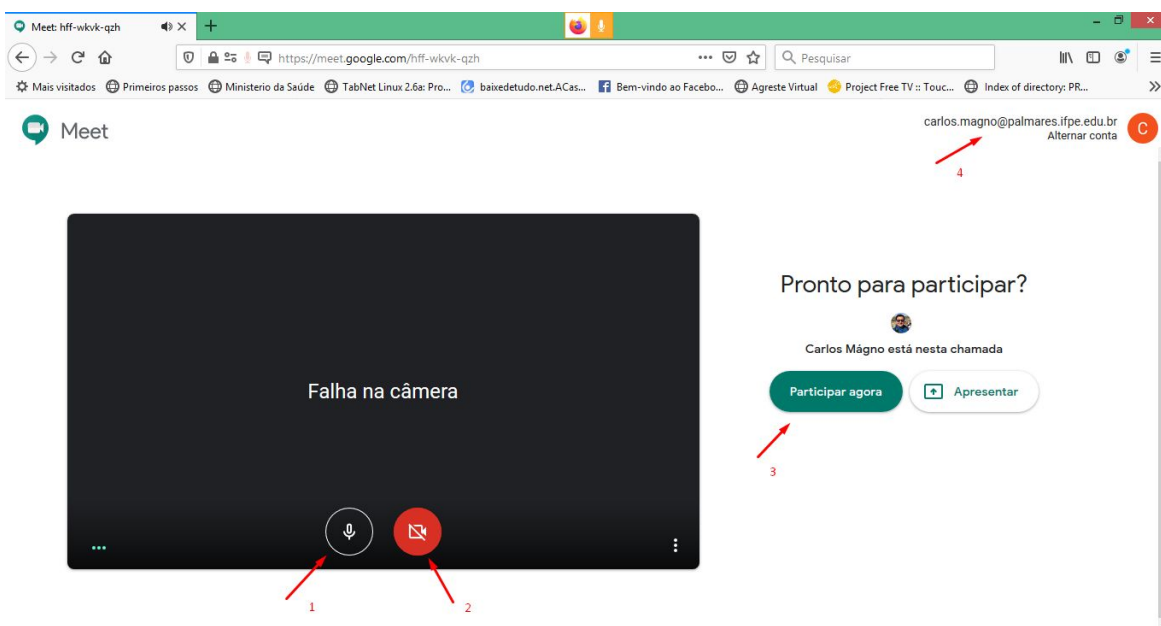 Meet: hff-wkvk-qzh
https://meet.google.com/hff-wkvk-qzh
Pesquisar
Mais visitados Primeiros passos Ministerio da Saúde TabNet Linux 2.6a: Pro... baixedetudo.net.ACas... Bem-vindo ao Facebo... Agreste Virtual Project Free TV :: Touc... Index of directory: PR...
Meet
carlos.magno@palmares.ifpe.edu.br
Alternar conta
C
4
Pronto para participar?
Carlos Mágno está nesta chamada
Falha na câmera
Participar agora
Apresentar
3
1
2